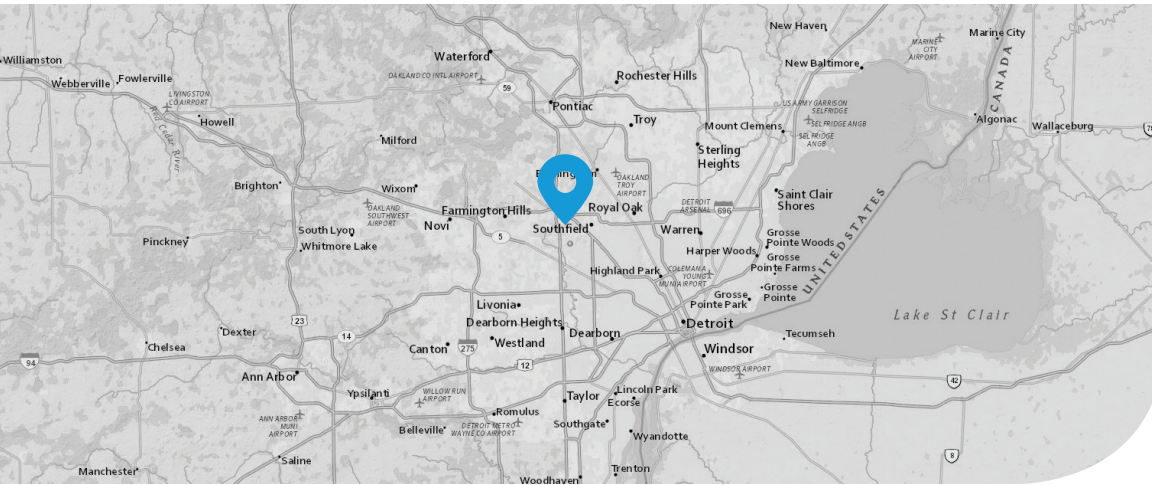 New Haven
Marine City
MARINE
CITY
AIRPORT
CANADA
Waterford
Williamston
New Baltimore
OAKLAND CO INTL AIRPORT
Rochester Hills
Webberville
Fowlerville
59
LIVINGSTON
CO AIRPORT
Pontiac
US ARMY GARRISON
SELFRIDGE
Red Cedar River
Howell
Troy
Mount Clemens
SELFRIDGE ANGB
SELFRIDGE
ANGB
Algonac
Wallaceburg
Milford
Sterling
Heights
Brighton
Wixom
OAKLAND
TROY
AIRPORT
Saint Clair
Shores
OAKLAND
SOUTHWEST
AIRPORT
Farmington Hills
Royal Oak
DETROIT
ARSENAL
696
UNITED STATES
Novi
Southfield
Warren
South Lyon
5
Grosse
Pointe Woods
Pinckney
Whitmore Lake
Harper Woods
Grosse
Pointe Farms
Highland Park
COLEMAN A
YOUNG
MUNI AIRPORT
Grosse
Pointe
Grosse
Pointe Park
Livonia
Lake St Clair
23
Dearborn Heights
Detroit
Dexter
14
Dearborn
Tecumseh
Chelsea
Canton
275
Westland
Windsor
94
12
WINDSOR AIRPORT
Ann Arbor
42
Ypsilanti
WILLOW RUN
AIRPORT
Taylor
Lincoln Park
Ecorse
ANN ARBOR
MUNI
AIRPORT
Romulus
Belleville
DETROIT METRO
WAYNE CO AIRPORT
Southgate
Wyandotte
8
Saline
Manchester
Trenton
Woodhaven